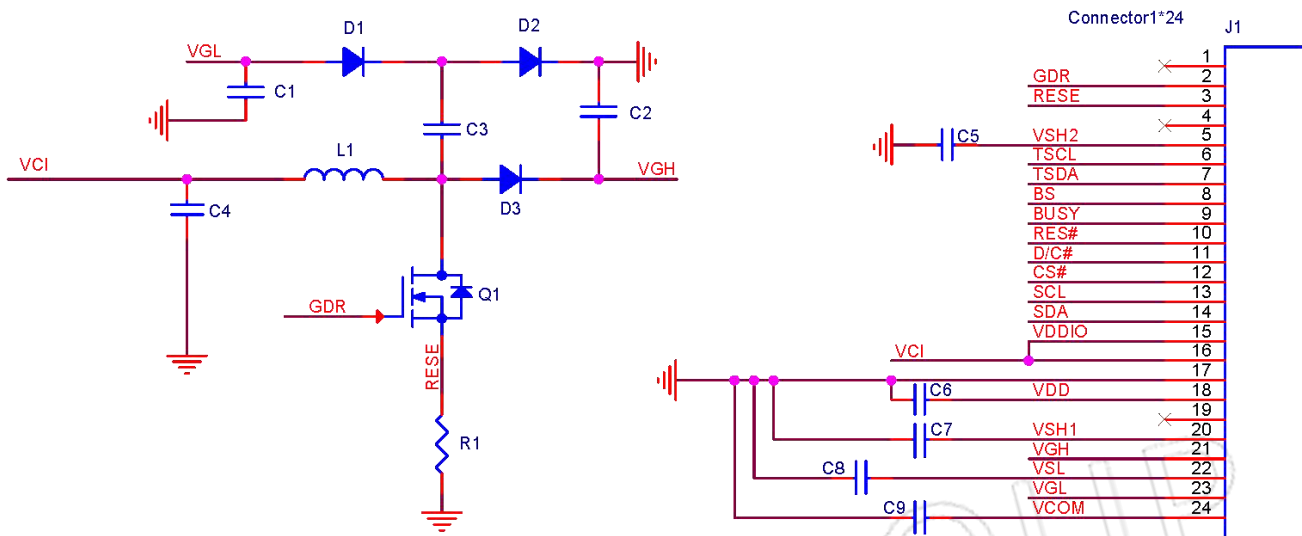 Connector1*24
J1
D1
D2
VGL
C1
C2
C3
L1
VCI
VGH
D3
C4
Q1
GDR
RESE
R1
1
GDR 2
RESE 3
4
C5 VSH2 5
TSCL 6
TSDA 7
BS 8
BUSY 9
RES# 10
D/C# 11
CS# 12
SCL 13
SDA 14
VDDIO 15
VCI 16
17
C6 VDD 18
19
C7 VSH1 20
VGH 21
C8 VSL 22
VGL 23
C9 VCOM 24